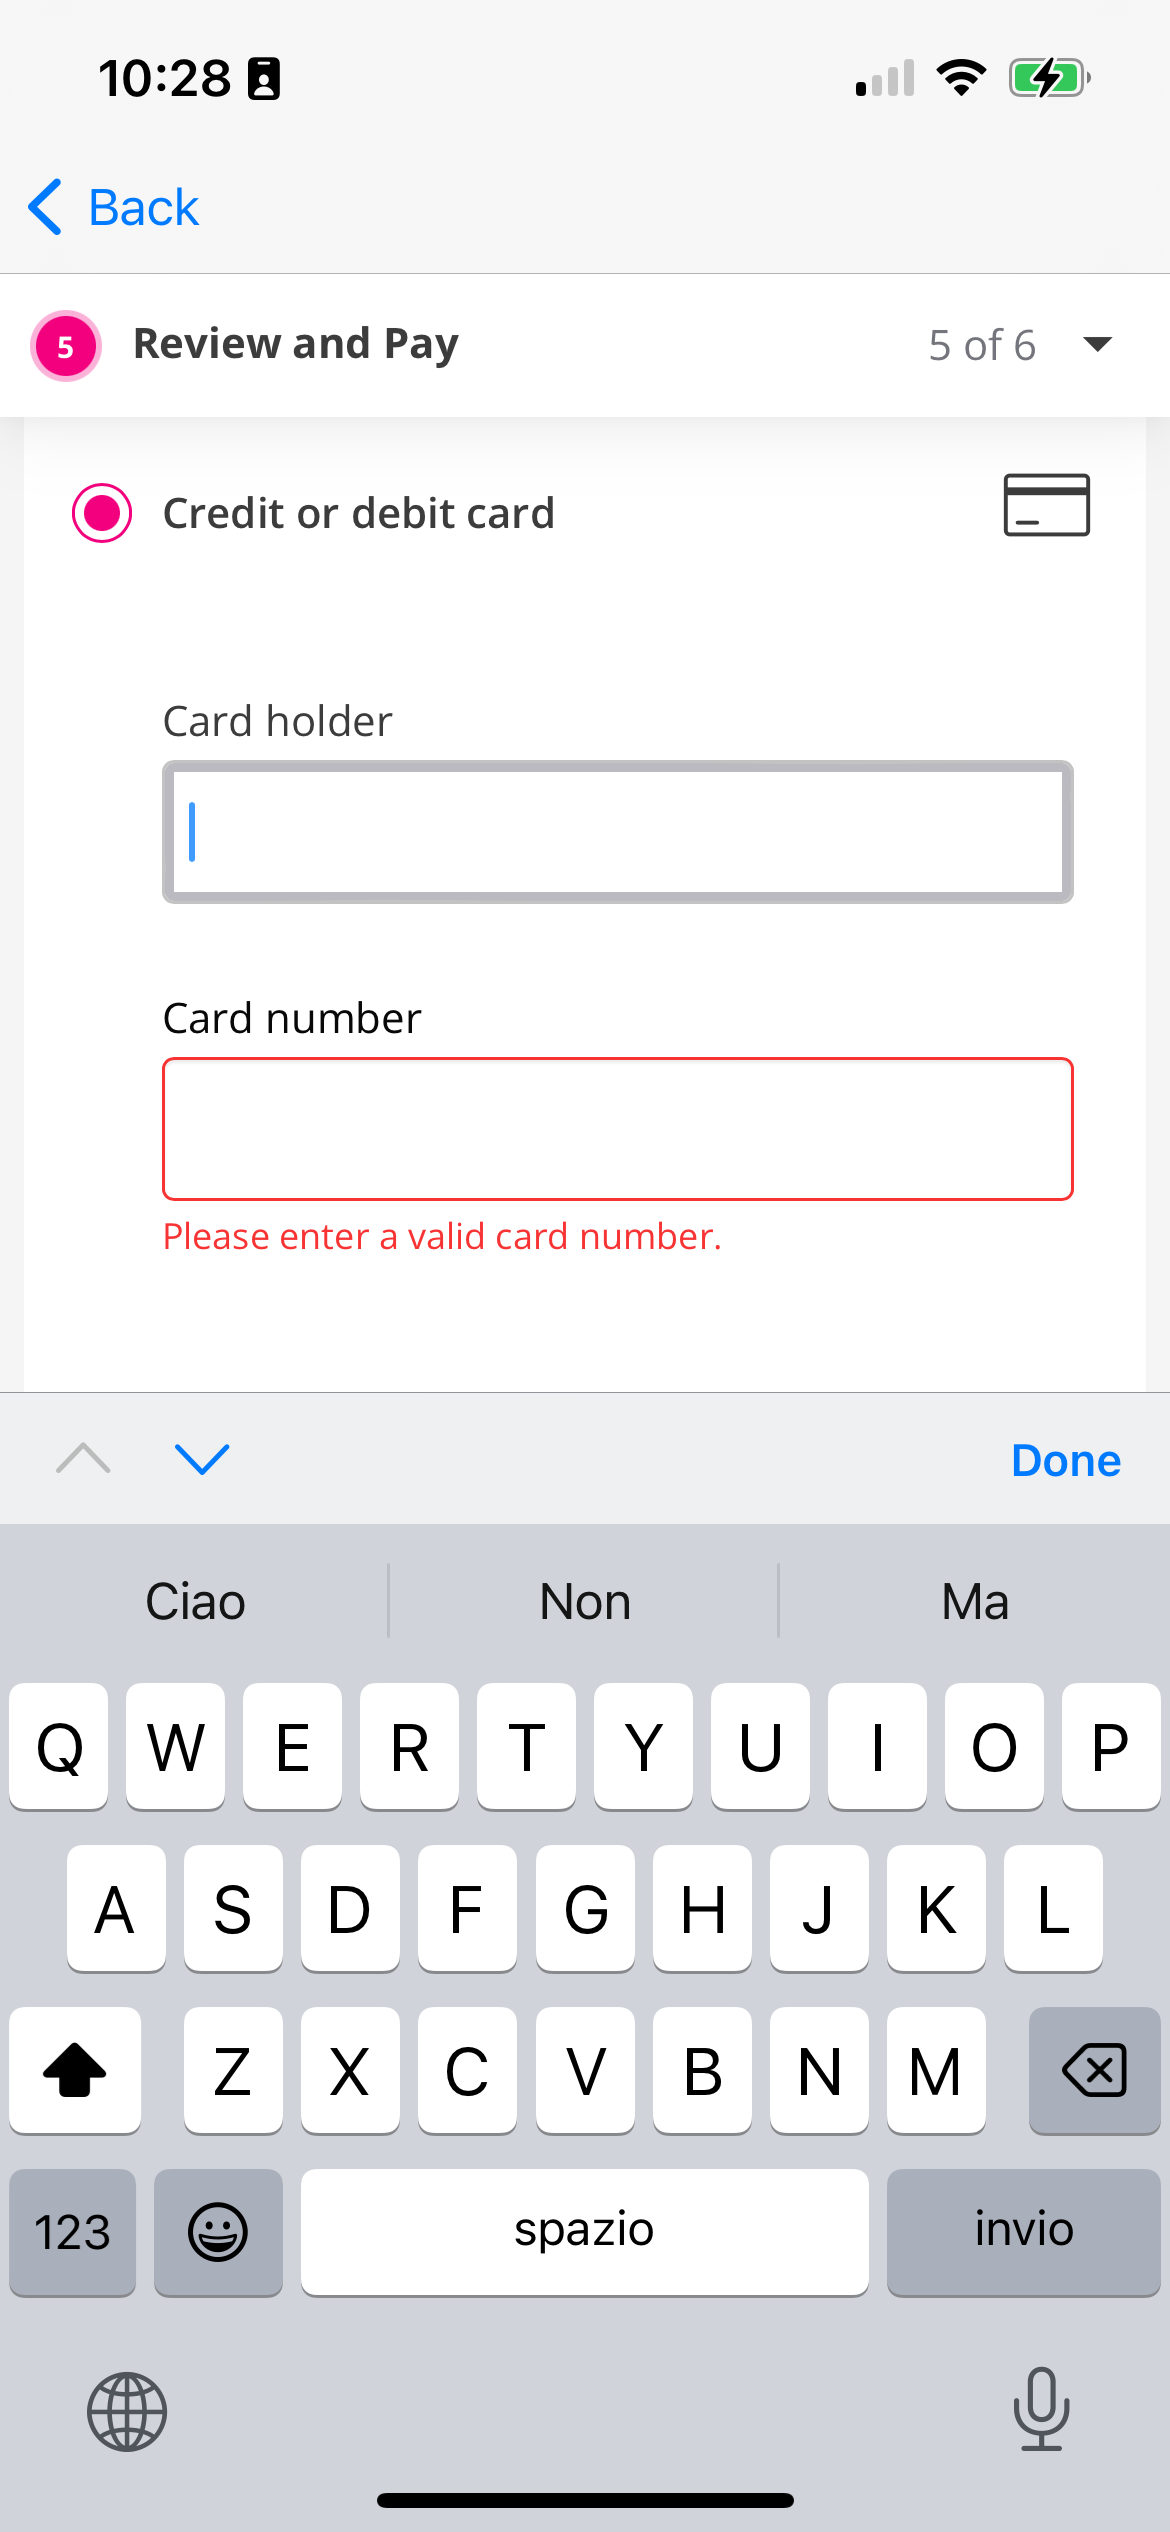 10:28
Back
5 Review and Pay 5 of 6
Credit or debit card
Card holder
Card number
Please enter a valid card number.
Done
Ciao Non Ma
Q W E R T Y U I O P
A S D F G H J K L
Z X C V B N M
123 spazio invio